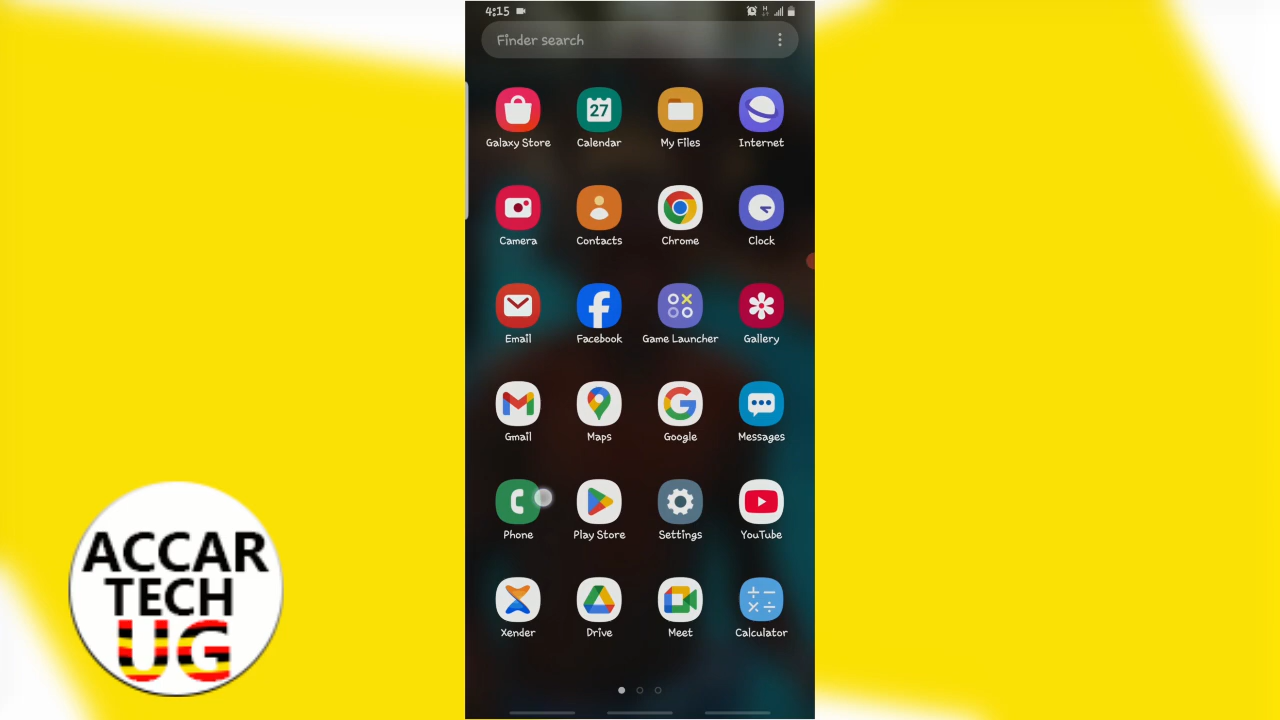 4:15
H
Finder search
27
Galaxy Store Calendar My Files Internet
Camera Contacts Chrome Clock
Email Facebook Game Launcher Gallery
Gmail Maps Google Messages
Phone Play Store Settings YouTube
Xender Drive Meet Calculator
ACCAR
TECH
UG